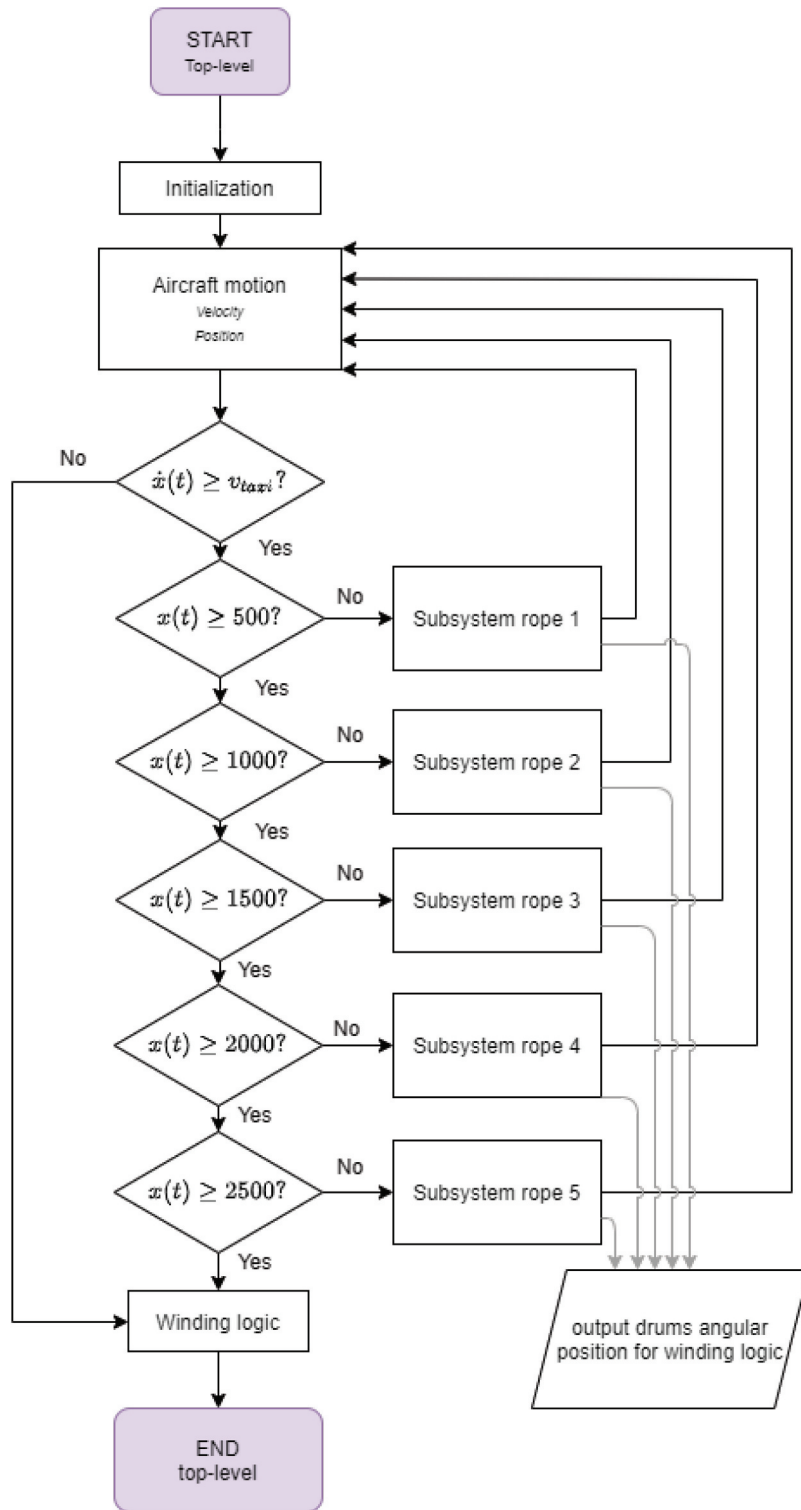 START
Top-level
Initialization
Aircraft motion
Velocity
Position
No
ẋ(t) ≥ v_taxi?
Yes
x(t) ≥ 500?
No
Subsystem rope 1
Yes
x(t) ≥ 1000?
No
Subsystem rope 2
Yes
x(t) ≥ 1500?
No
Subsystem rope 3
Yes
x(t) ≥ 2000?
No
Subsystem rope 4
Yes
x(t) ≥ 2500?
No
Subsystem rope 5
Yes
Winding logic
output drums angular
position for winding logic
END
top-level